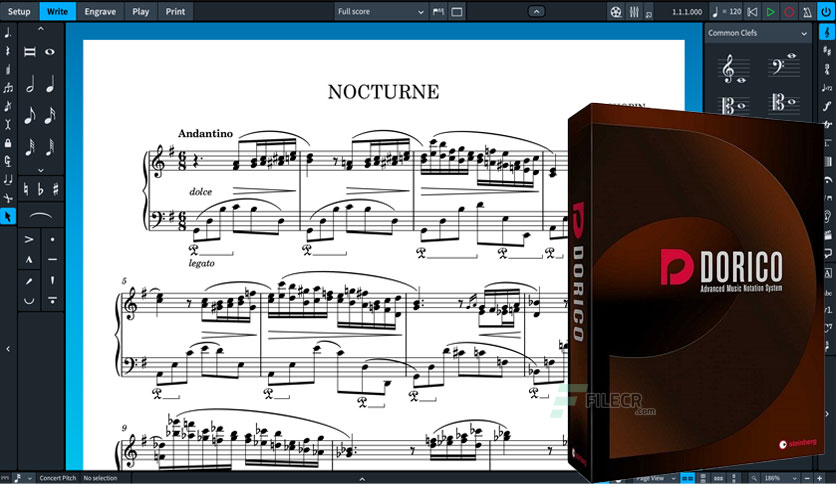 Setup Write Engrave Play Print Full score 1.1.1.000 = 120
Common Clefs
NOCTURNE
Andantino
dolce
legato
5
9
DORICO
DORICO
Advanced Music Notation System
FILECR
.com
steinberg
Concert Pitch No selection
Page View 186%